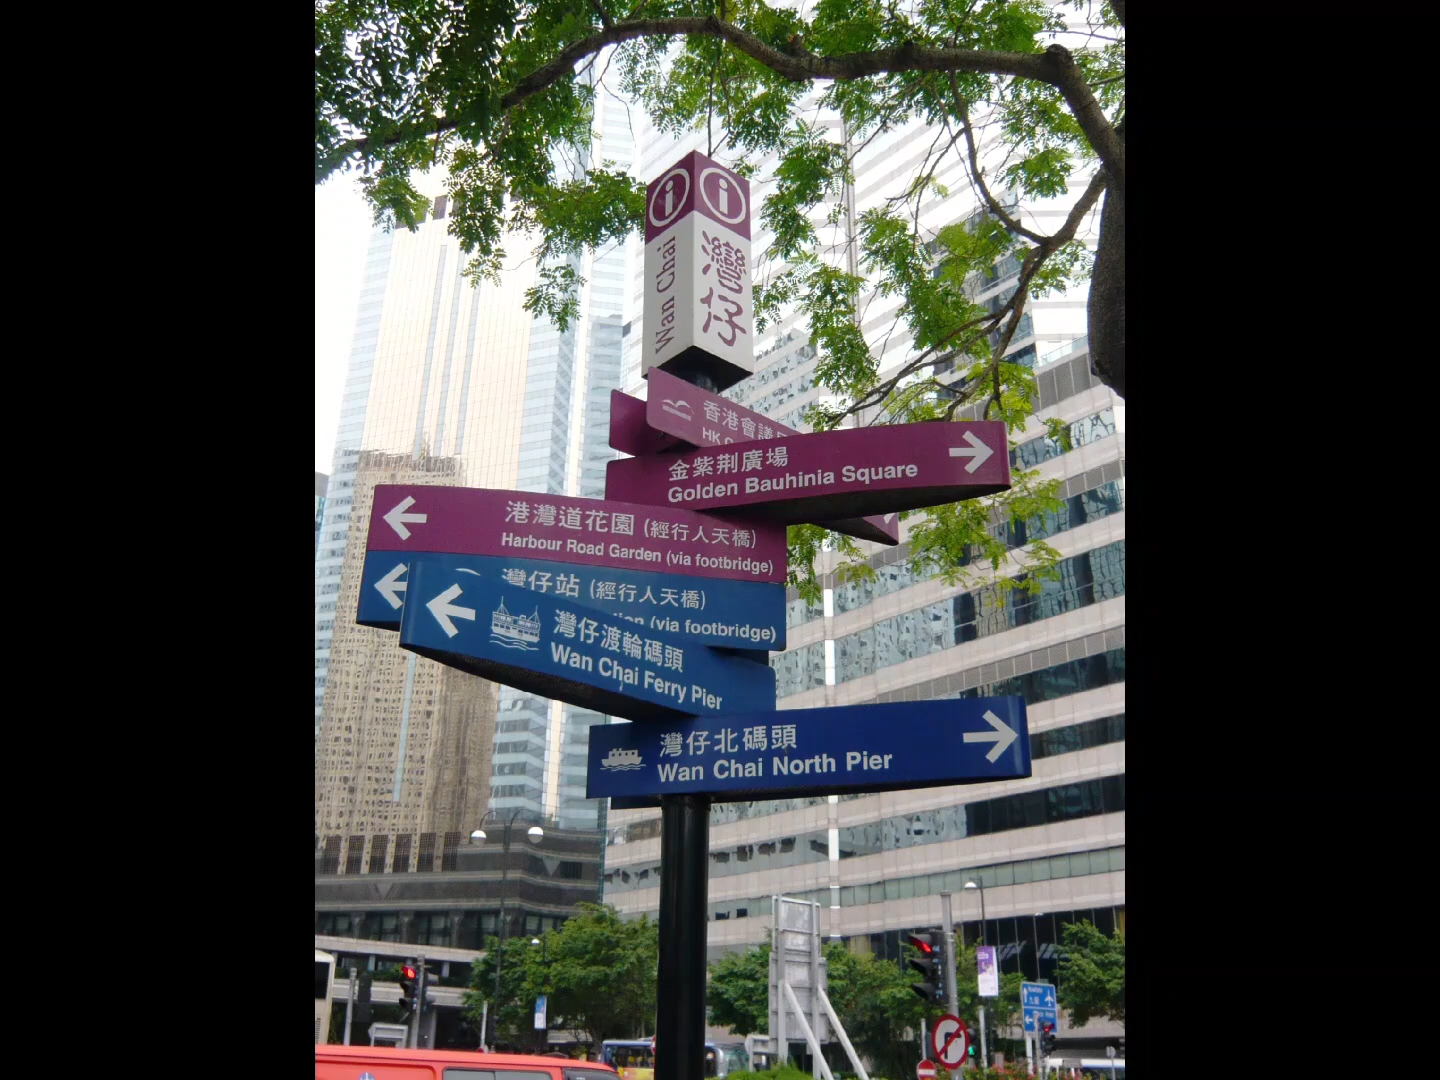 i
i
Wan Chai
灣仔
香港會議
HK
金紫荆廣場
Golden Bauhinia Square
港灣道花園 (經行人天橋)
Harbour Road Garden (via footbridge)
灣仔站 (經行人天橋)
(via footbridge)
灣仔渡輪碼頭
Wan Chai Ferry Pier
灣仔北碼頭
Wan Chai North Pier